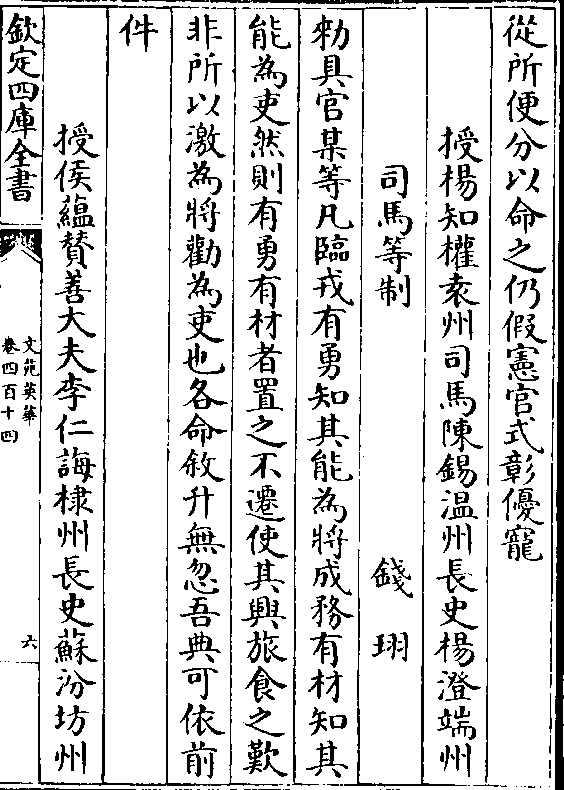 從所便分以命之仍假憲官式彰優寵
授楊知權袁州司馬陳錫温州長史楊澄端州
司馬等制 錢珝
勑具官某等凡臨戎有勇知其能為將成務有材知其
能為吏然則有勇有材者置之不遷使其興旅食之歎
非所以激為將勸為吏也各命敘升無忽吾典可依前
件
授侯藴賛善大夫李仁誨棣州長史蘇汾坊州
欽定四庫全書
文苑英華
卷四百十四
六